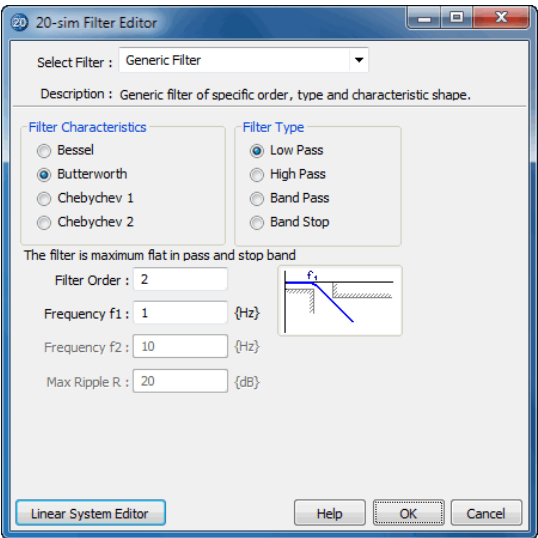 20 20-sim Filter Editor
Select Filter : Generic Filter
Description : Generic filter of specific order, type and characteristic shape.
Filter Characteristics Filter Type
Bessel Low Pass
Butterworth High Pass
Chebychev 1 Band Pass
Chebychev 2 Band Stop
The filter is maximum flat in pass and stop band
Filter Order : 2
f1
Frequency f1 : 1 {Hz}
Frequency f2 : 10 {Hz}
Max Ripple R : 20 {dB}
Linear System Editor Help OK Cancel